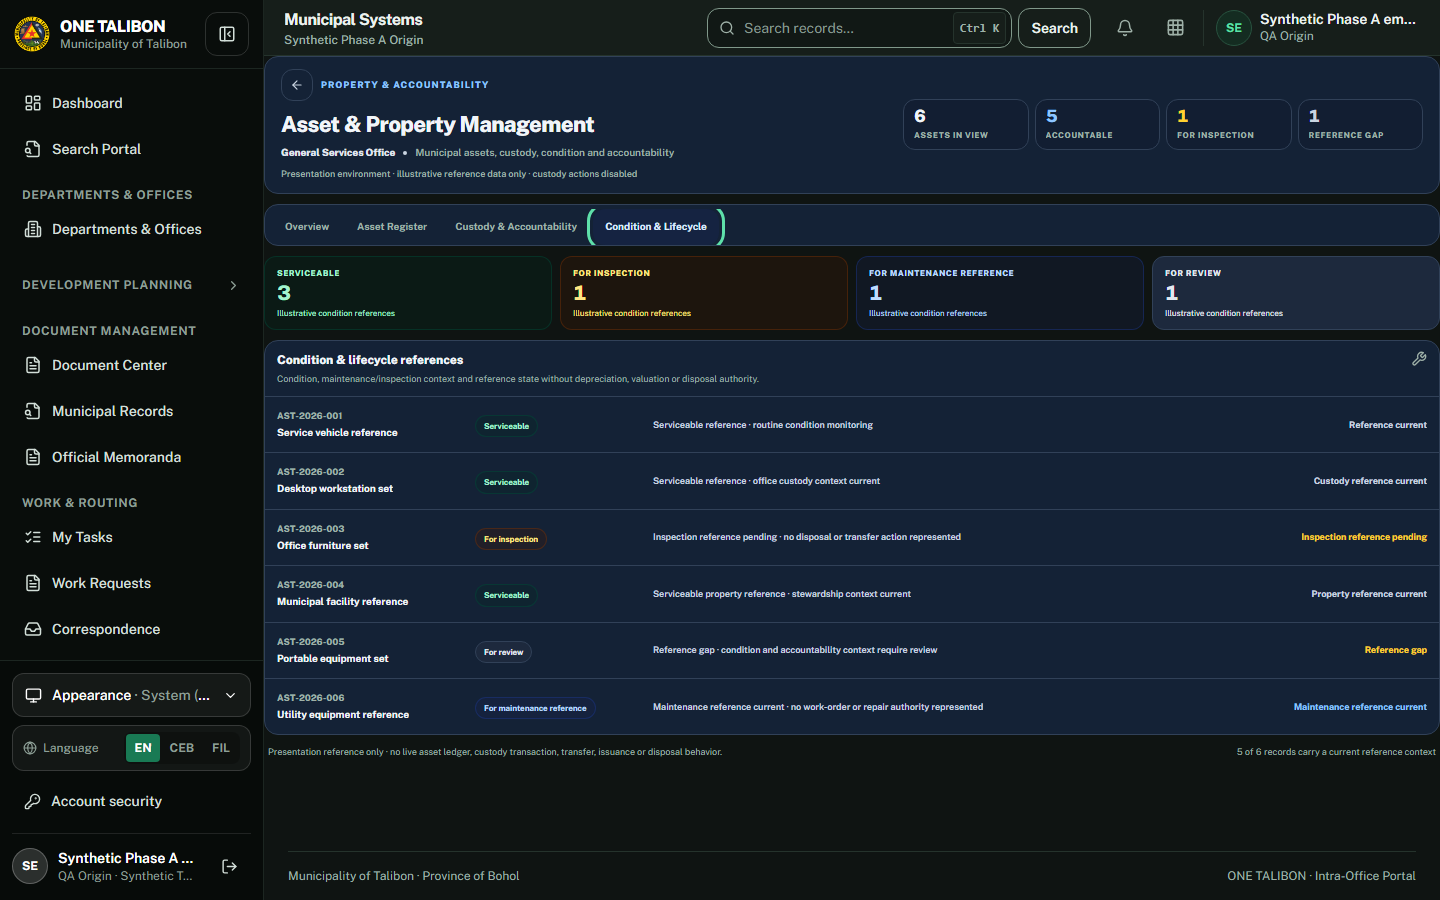 ONE TALIBON
Municipality of Talibon
Dashboard
Search Portal
DEPARTMENTS & OFFICES
Departments & Offices
DEVELOPMENT PLANNING
DOCUMENT MANAGEMENT
Document Center
Municipal Records
Official Memoranda
WORK & ROUTING
My Tasks
Work Requests
Correspondence
Appearance · System (...
Language EN CEB FIL
Account security
SE Synthetic Phase A ...
QA Origin · Synthetic T...
Municipal Systems
Synthetic Phase A Origin
Search records... Ctrl K Search
SE Synthetic Phase A em...
QA Origin
PROPERTY & ACCOUNTABILITY
Asset & Property Management
General Services Office • Municipal assets, custody, condition and accountability
Presentation environment · illustrative reference data only · custody actions disabled
6 ASSETS IN VIEW
5 ACCOUNTABLE
1 FOR INSPECTION
1 REFERENCE GAP
Overview Asset Register Custody & Accountability Condition & Lifecycle
SERVICEABLE
3
Illustrative condition references
FOR INSPECTION
1
Illustrative condition references
FOR MAINTENANCE REFERENCE
1
Illustrative condition references
FOR REVIEW
1
Illustrative condition references
Condition & lifecycle references
Condition, maintenance/inspection context and reference state without depreciation, valuation or disposal authority.
AST-2026-001
Service vehicle reference
Serviceable
Serviceable reference · routine condition monitoring
Reference current
AST-2026-002
Desktop workstation set
Serviceable
Serviceable reference · office custody context current
Custody reference current
AST-2026-003
Office furniture set
For inspection
Inspection reference pending · no disposal or transfer action represented
Inspection reference pending
AST-2026-004
Municipal facility reference
Serviceable
Serviceable property reference · stewardship context current
Property reference current
AST-2026-005
Portable equipment set
For review
Reference gap · condition and accountability context require review
Reference gap
AST-2026-006
Utility equipment reference
For maintenance reference
Maintenance reference current · no work-order or repair authority represented
Maintenance reference current
Presentation reference only · no live asset ledger, custody transaction, transfer, issuance or disposal behavior.
5 of 6 records carry a current reference context
Municipality of Talibon · Province of Bohol
ONE TALIBON · Intra-Office Portal